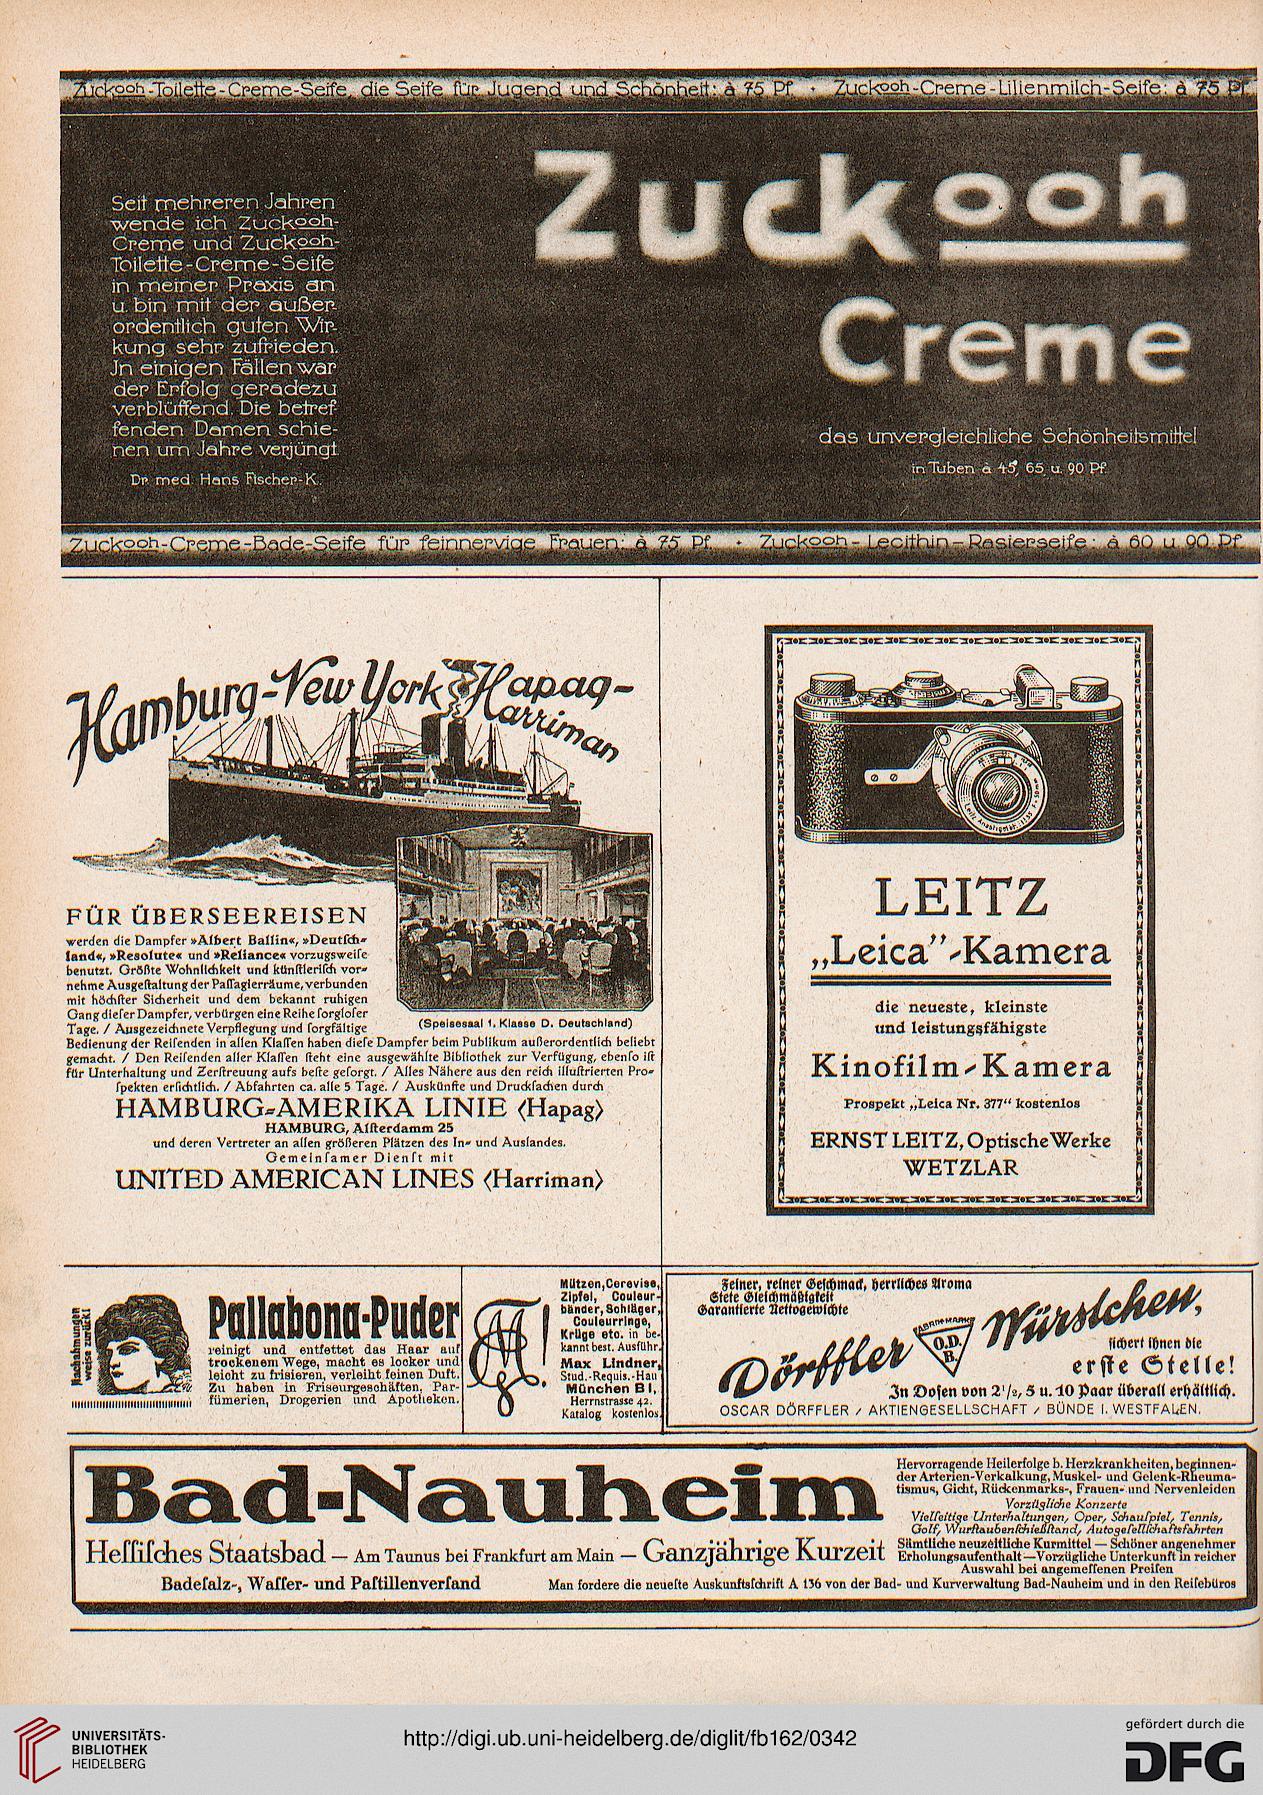 Zuckooh-Toilette-Creme-Seife, die Seife für Jugend und Schönheit: à 75 Pf. · Zuckooh-Creme-Lilienmilch-Seife: à 75 Pf.
Zuckooh
Creme
das unvergleichliche Schönheitsmittel
in Tuben à 45, 65 u. 90 Pf.
Seit mehreren Jahren
wende ich Zuckooh-
Creme und Zuckooh-
Toilette-Creme-Seife
in meiner Praxis an
u. bin mit der außer-
ordentlich guten Wir-
kung sehr zufrieden.
Jn einigen Fällen war
der Erfolg geradezu
verblüffend. Die betref-
fenden Damen schie-
nen um Jahre verjüngt.
Dr. med. Hans Fischer-K.
Zuckooh-Creme-Bade-Seife für feinnervige Frauen: à 75 Pf. · Zuckooh-Lecithin-Rasierseife: à 60 u. 90 Pf.
Hamburg-New York Hapag-
Harriman
FÜR ÜBERSEEREISEN
werden die Dampfer »Albert Ballin«, »Deutsch-
land«, »Resolute« und »Reliance« vorzugsweise
benutzt. Größte Wohnlichkeit und künstlerisch vor-
nehme Ausgestaltung der Passagierräume, verbunden
mit höchster Sicherheit und dem bekannt ruhigen
Gang dieser Dampfer, verbürgen eine Reihe sorgloser
Tage. / Ausgezeichnete Verpflegung und sorgfältige
(Speisesaal 1. Klasse D. Deutschland)
Bedienung der Reisenden in allen Klassen haben diese Dampfer beim Publikum außerordentlich beliebt
gemacht. / Den Reisenden aller Klassen steht eine ausgewählte Bibliothek zur Verfügung, ebenso ist
für Unterhaltung und Zerstreuung aufs beste gesorgt. / Alles Nähere aus den reich illustrierten Pro-
spekten ersichtlich. / Abfahrten ca. alle 5 Tage. / Auskünfte und Drucksachen durch
HAMBURG-AMERIKA LINIE (Hapag)
HAMBURG, Alsterdamm 25
und deren Vertreter an allen größeren Plätzen des In- und Auslandes.
Gemeinsamer Dienst mit
UNITED AMERICAN LINES (Harriman)
LEITZ
„Leica"-Kamera
die neueste, kleinste
und leistungsfähigste
Kinofilm-Kamera
Prospekt „Leica Nr. 377“ kostenlos
ERNST LEITZ, Optische Werke
WETZLAR
Nachahmungen
weise zurück!
Pallabona-Puder
reinigt und entfettet das Haar auf
trockenem Wege, macht es locker und
leicht zu frisieren, verleiht feinen Duft.
Zu haben in Friseurgeschäften, Par-
fümerien, Drogerien und Apotheken.
Mützen, Cerevise,
Zipfel, Couleur-
bänder, Schläger,
Couleurringe,
Krüge etc. in be-
kannt best. Ausführ.
Max Lindner,
Stud.-Requis.-Hau
München B I,
Herrnstrasse 42.
Katalog kostenlos.
Feiner, reiner Geschmack, herrliches Aroma
Stete Gleichmäßigkeit
Garantierte Nettogewichte
Dörffler
FABRIKMARKE
O.D.
B.
Würstchen,
sichert ihnen die
erste Stelle!
In Dosen von 2 1/2, 5 u. 10 Paar überall erhältlich.
OSCAR DÖRFFLER / AKTIENGESELLSCHAFT / BÜNDE I. WESTFALEN.
Bad-Nauheim
Hessisches Staatsbad — Am Taunus bei Frankfurt am Main — Ganzjährige Kurzeit
Hervorragende Heilerfolge b. Herzkrankheiten, beginnen-
der Arterien-Verkalkung, Muskel- und Gelenk-Rheuma-
tismus, Gicht, Rückenmarks-, Frauen- und Nervenleiden
Vorzügliche Konzerte
Vielseitige Unterhaltungen, Oper, Schauspiel, Tennis,
Golf, Wurftaubenschießstand, Autogesellschaftsfahrten
Sämtliche neuzeitliche Kurmittel — Schöner angenehmer
Erholungsaufenthalt — Vorzügliche Unterkunft in reicher
Auswahl bei angemessenen Preisen
Badesalz-, Wasser- und Pastillenversand
Man fordere die neueste Auskunftsschrift A 136 von der Bad- und Kurverwaltung Bad-Nauheim und in den Reisebüros
UNIVERSITÄTS-
BIBLIOTHEK
HEIDELBERG
http://digi.ub.uni-heidelberg.de/diglit/fb162/0342
gefördert durch die
DFG